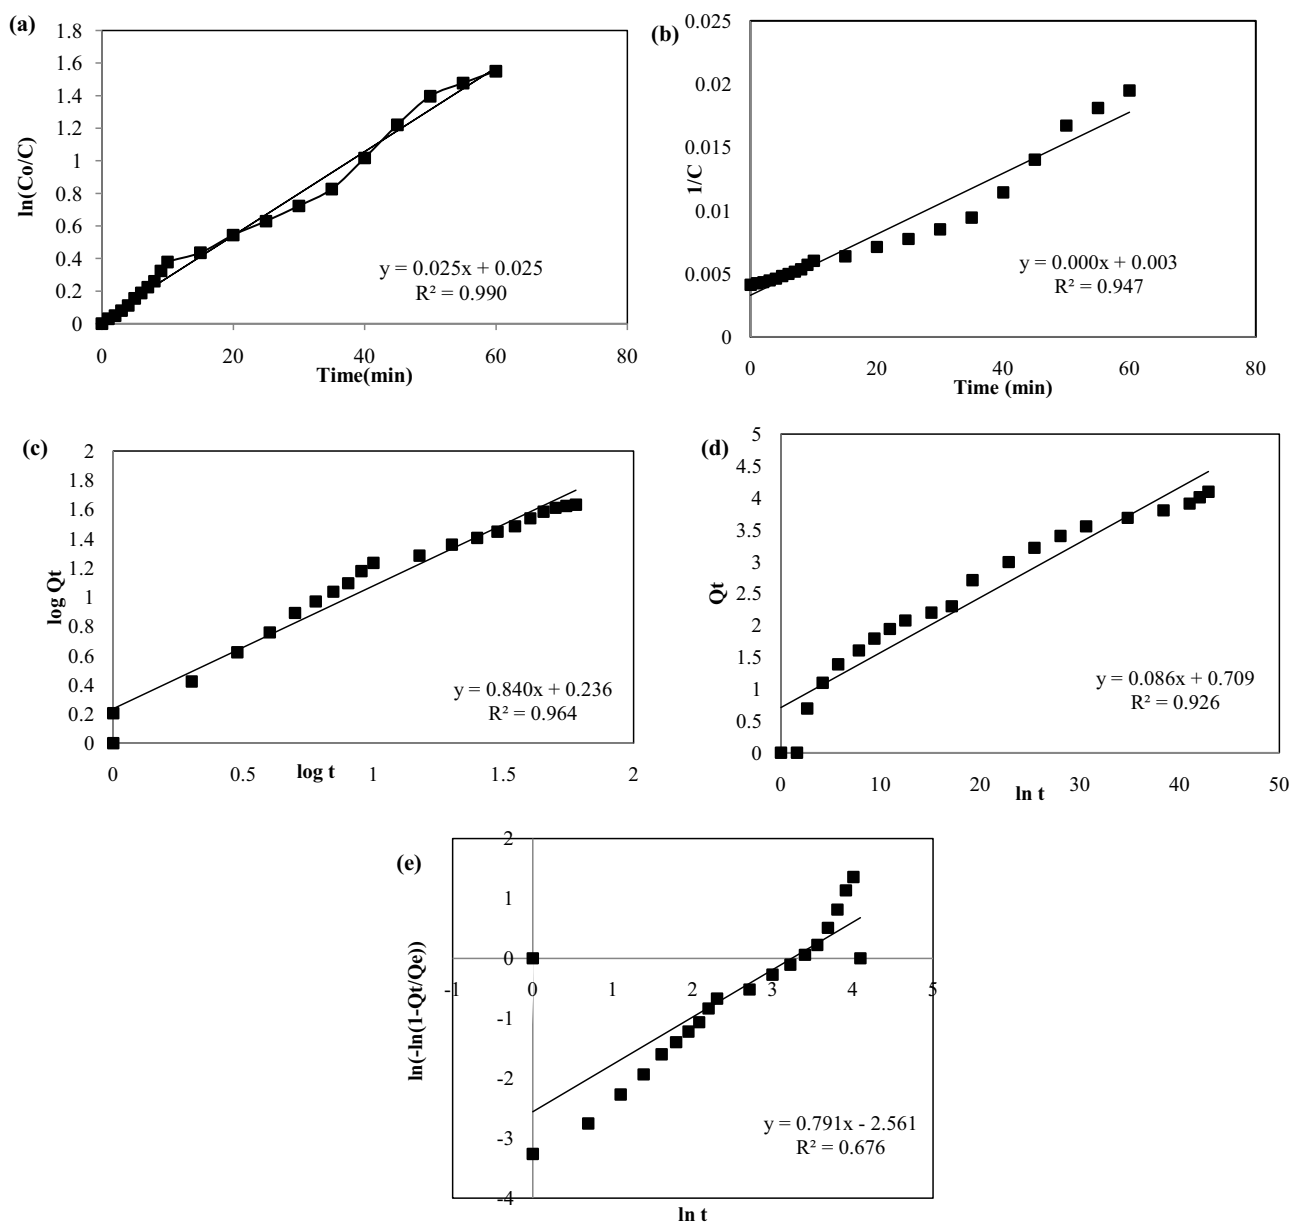 (a)
1.8
1.6
1.4
1.2
1
0.8
0.6
0.4
0.2
0
ln(Co/C)
y = 0.025x + 0.025
R² = 0.990
0 20 40 60 80
Time(min)
(b)
0.025
0.02
0.015
0.01
0.005
0
1/C
y = 0.000x + 0.003
R² = 0.947
0 20 40 60 80
Time (min)
(c)
2
1.8
1.6
1.4
1.2
1
0.8
0.6
0.4
0.2
0
log Qt
y = 0.840x + 0.236
R² = 0.964
0 0.5 1 1.5 2
log t
(d)
5
4.5
4
3.5
3
2.5
2
1.5
1
0.5
0
Qt
y = 0.086x + 0.709
R² = 0.926
0 10 20 30 40 50
ln t
(e)
2
1
0
-1
-2
-3
-4
ln(-ln(1-Qt/Qe))
-1 0 1 2 3 4 5
y = 0.791x - 2.561
R² = 0.676
ln t